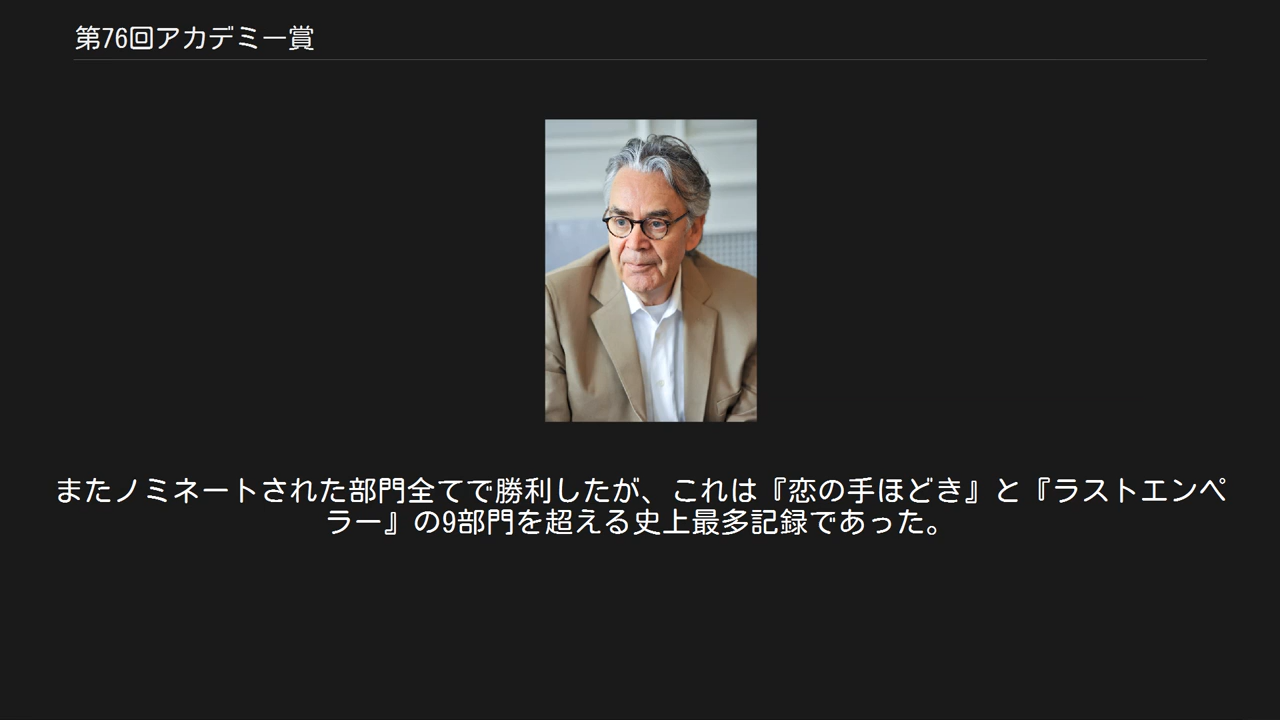 第76回アカデミー賞
またノミネートされた部門全てで勝利したが、これは『恋の手ほどき』と『ラストエンペ
ラー』の9部門を超える史上最多記録であった。